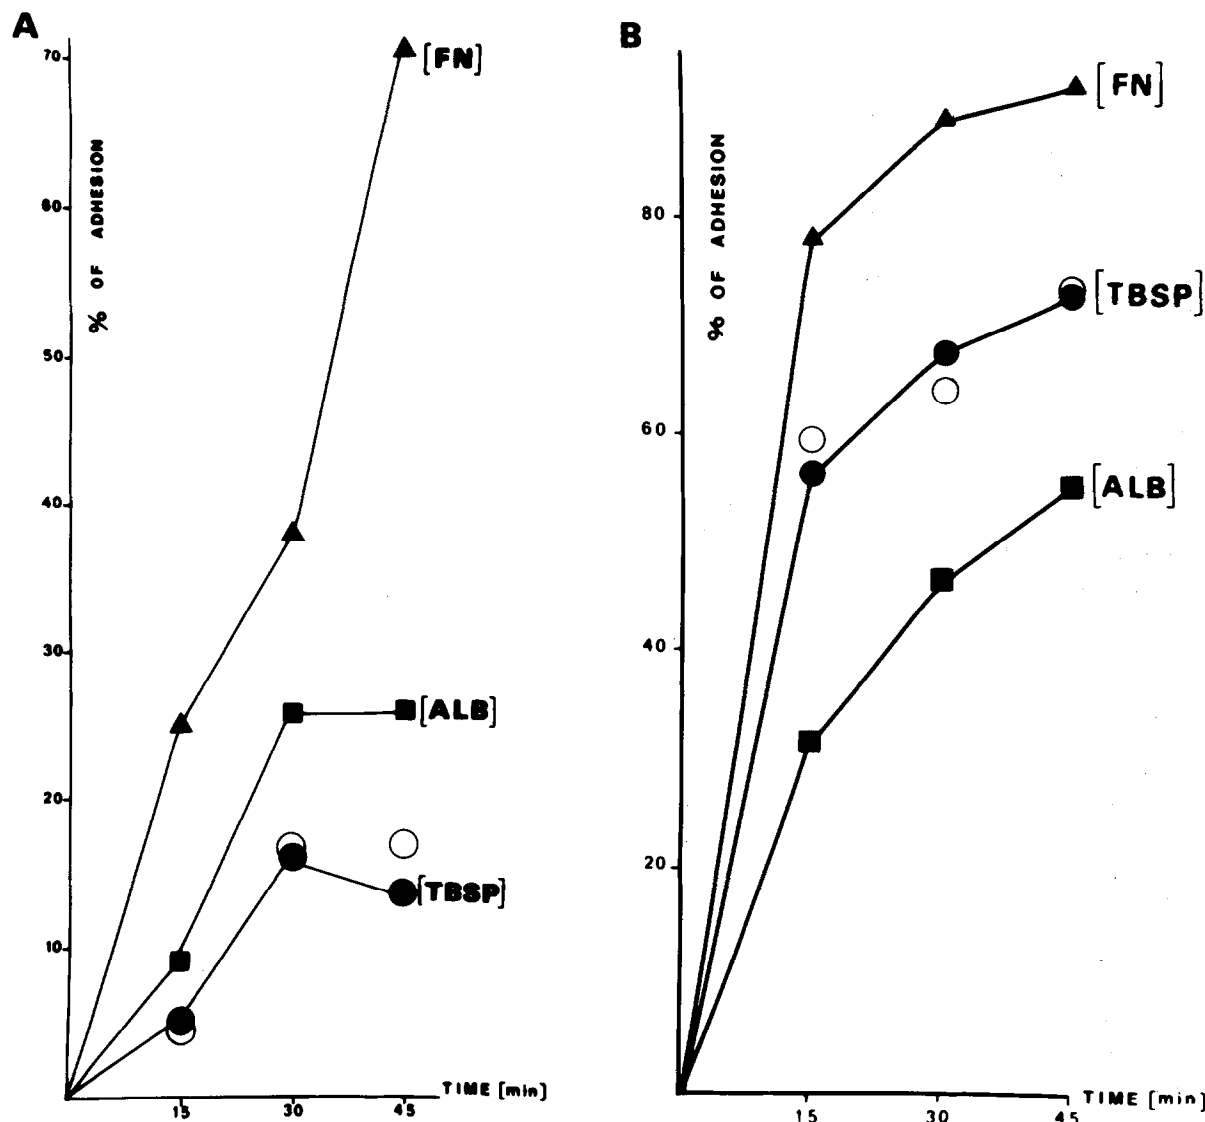 A
70
60
50
40
30
20
10
% OF ADHESION
[FN]
[ALB]
[TBSP]
15 30 45
TIME [min]
B
80
60
40
20
% OF ADHESION
[FN]
[TBSP]
[ALB]
15 30 45
TIME [min]